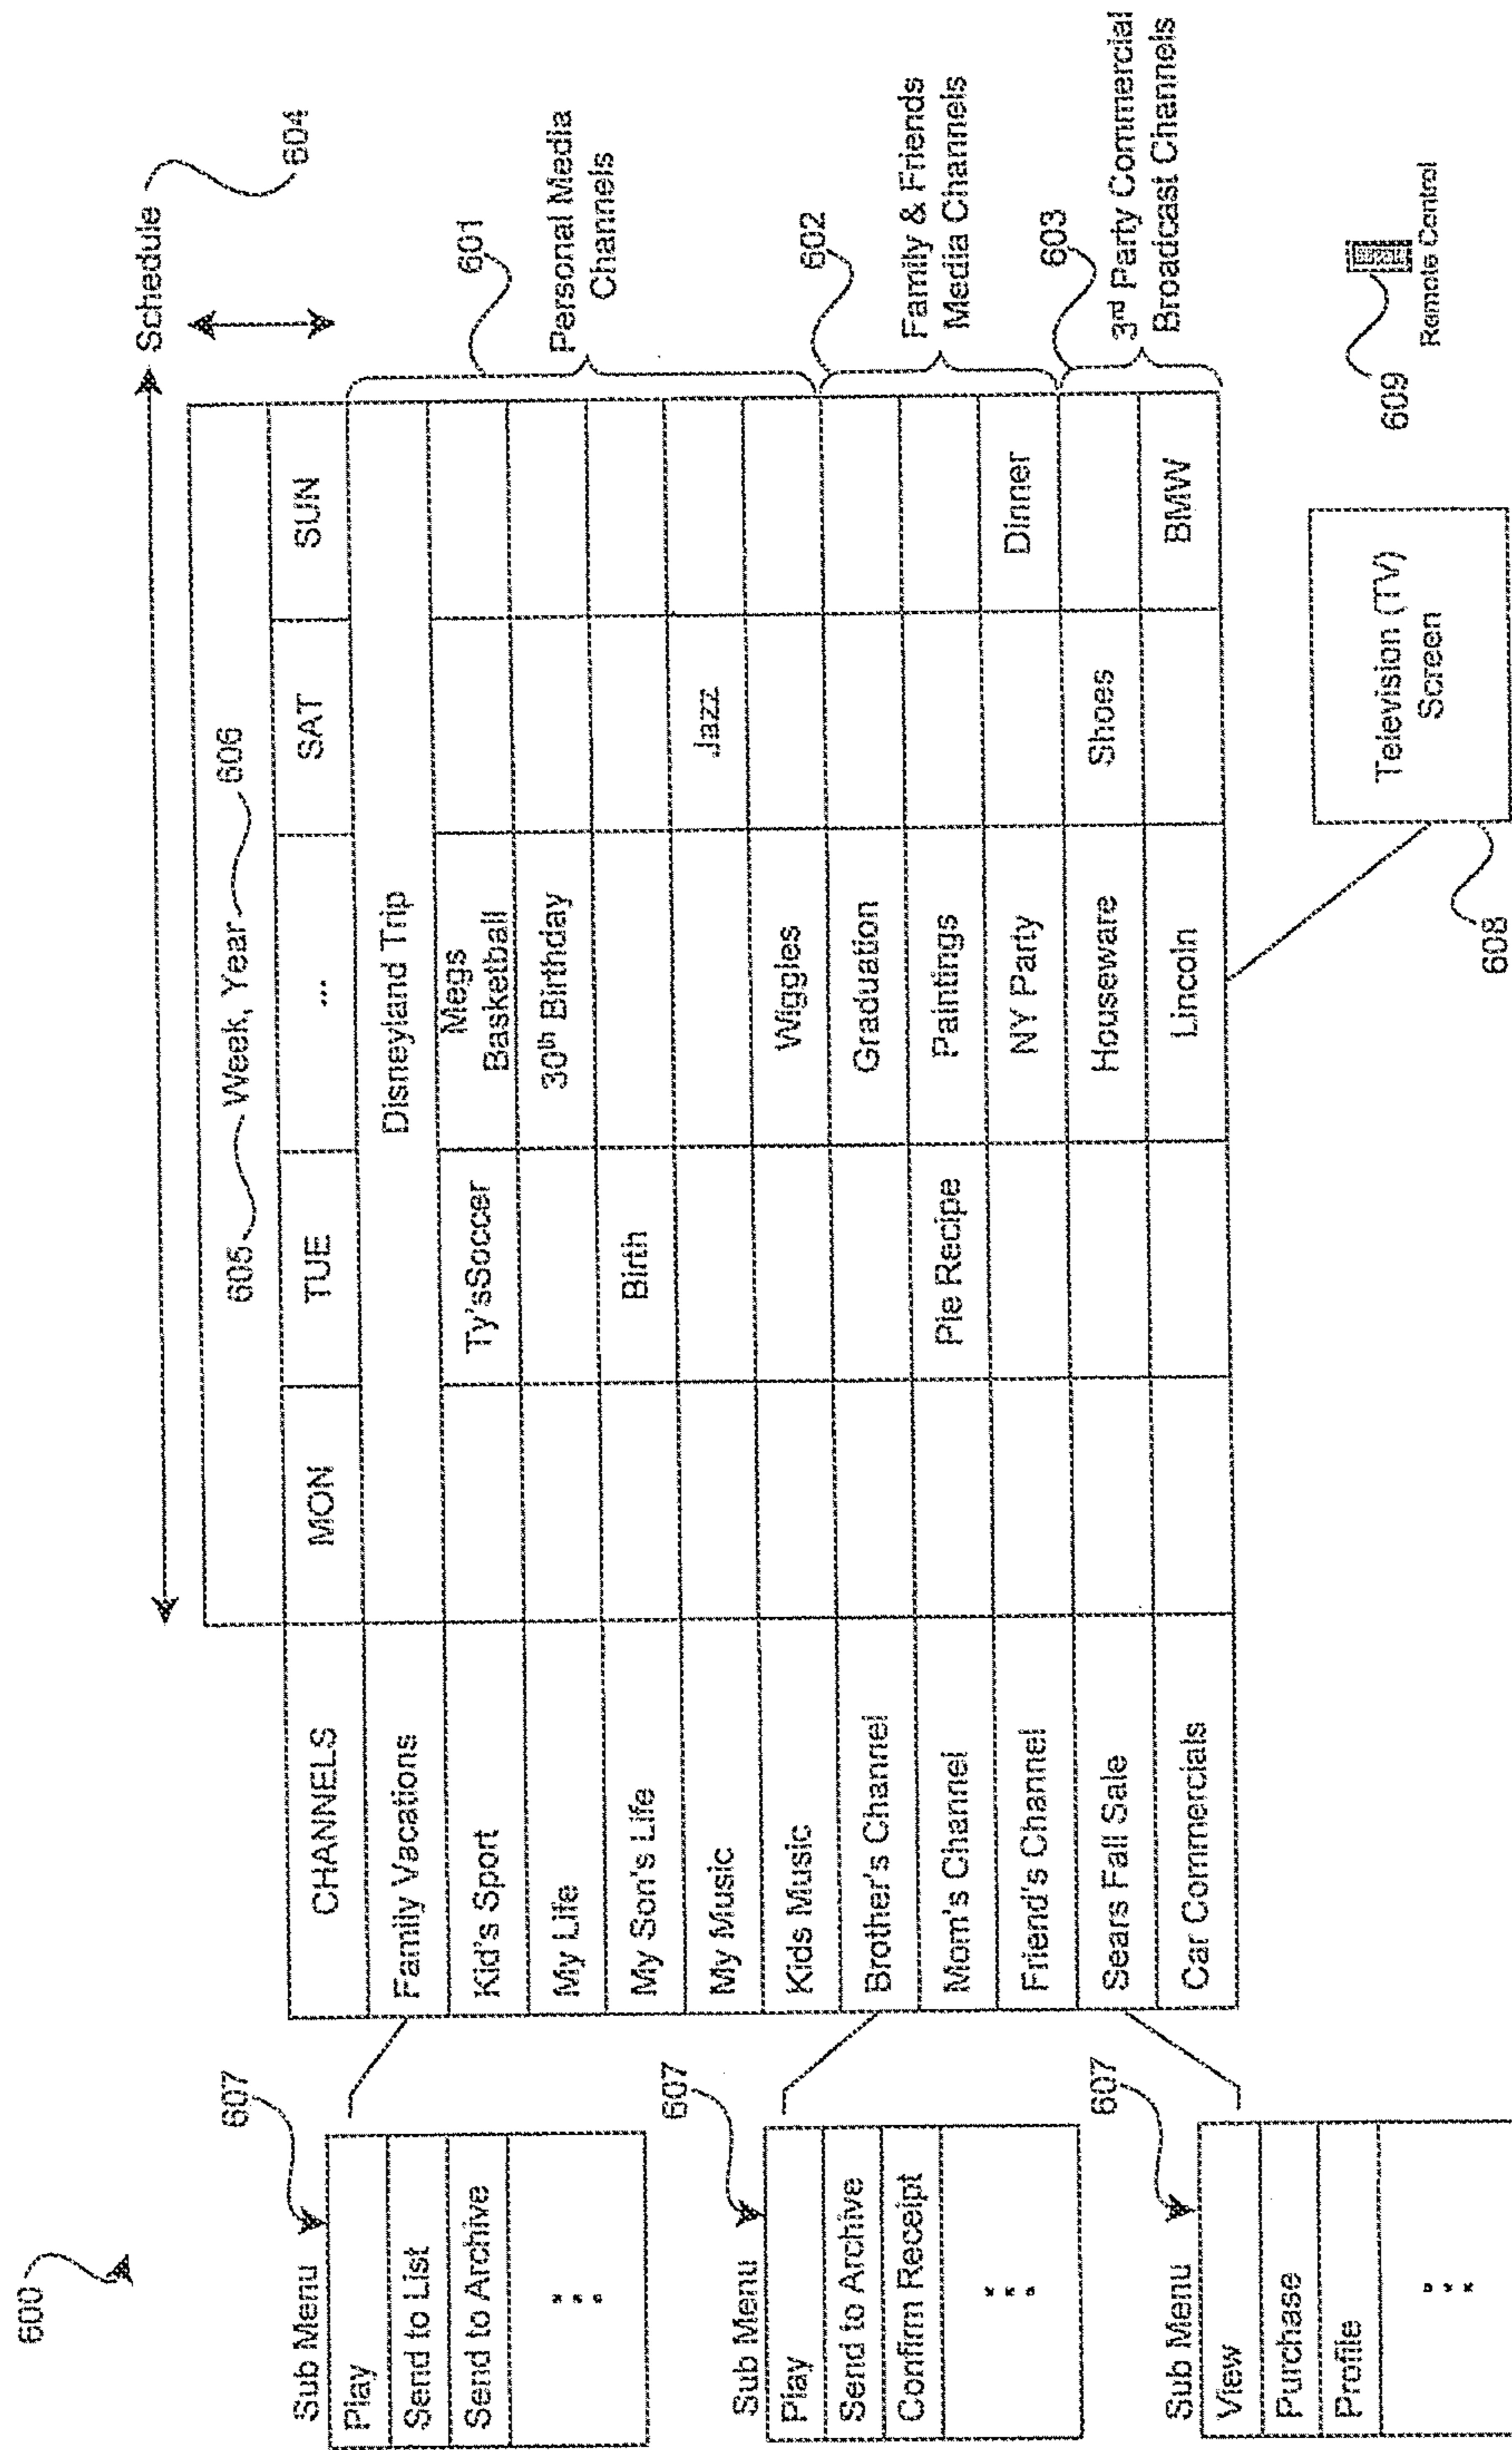 600
Schedule
604
605 Week, Year 606
CHANNELS MON TUE ... SAT SUN
Family Vacations Disneyland Trip
Kid's Sport Ty'sSoccer Megs
Basketball
My Life 30th Birthday
My Son's Life Birth
My Music Jazz
Kids Music Wiggles
Brother's Channel Graduation
Mom's Channel Pie Recipe Paintings
Friend's Channel NY Party Dinner
Sears Fall Sale Houseware Shoes
Car Commercials Lincoln BMW
601
Personal Media
Channels
602
Family & Friends
Media Channels
603
3rd Party Commercial
Broadcast Channels
607
Sub Menu
Play
Send to List
Send to Archive
...
607
Sub Menu
Play
Send to Archive
Confirm Receipt
...
607
Sub Menu
View
Purchase
Profile
...
608
Television (TV)
Screen
609
Remote Control